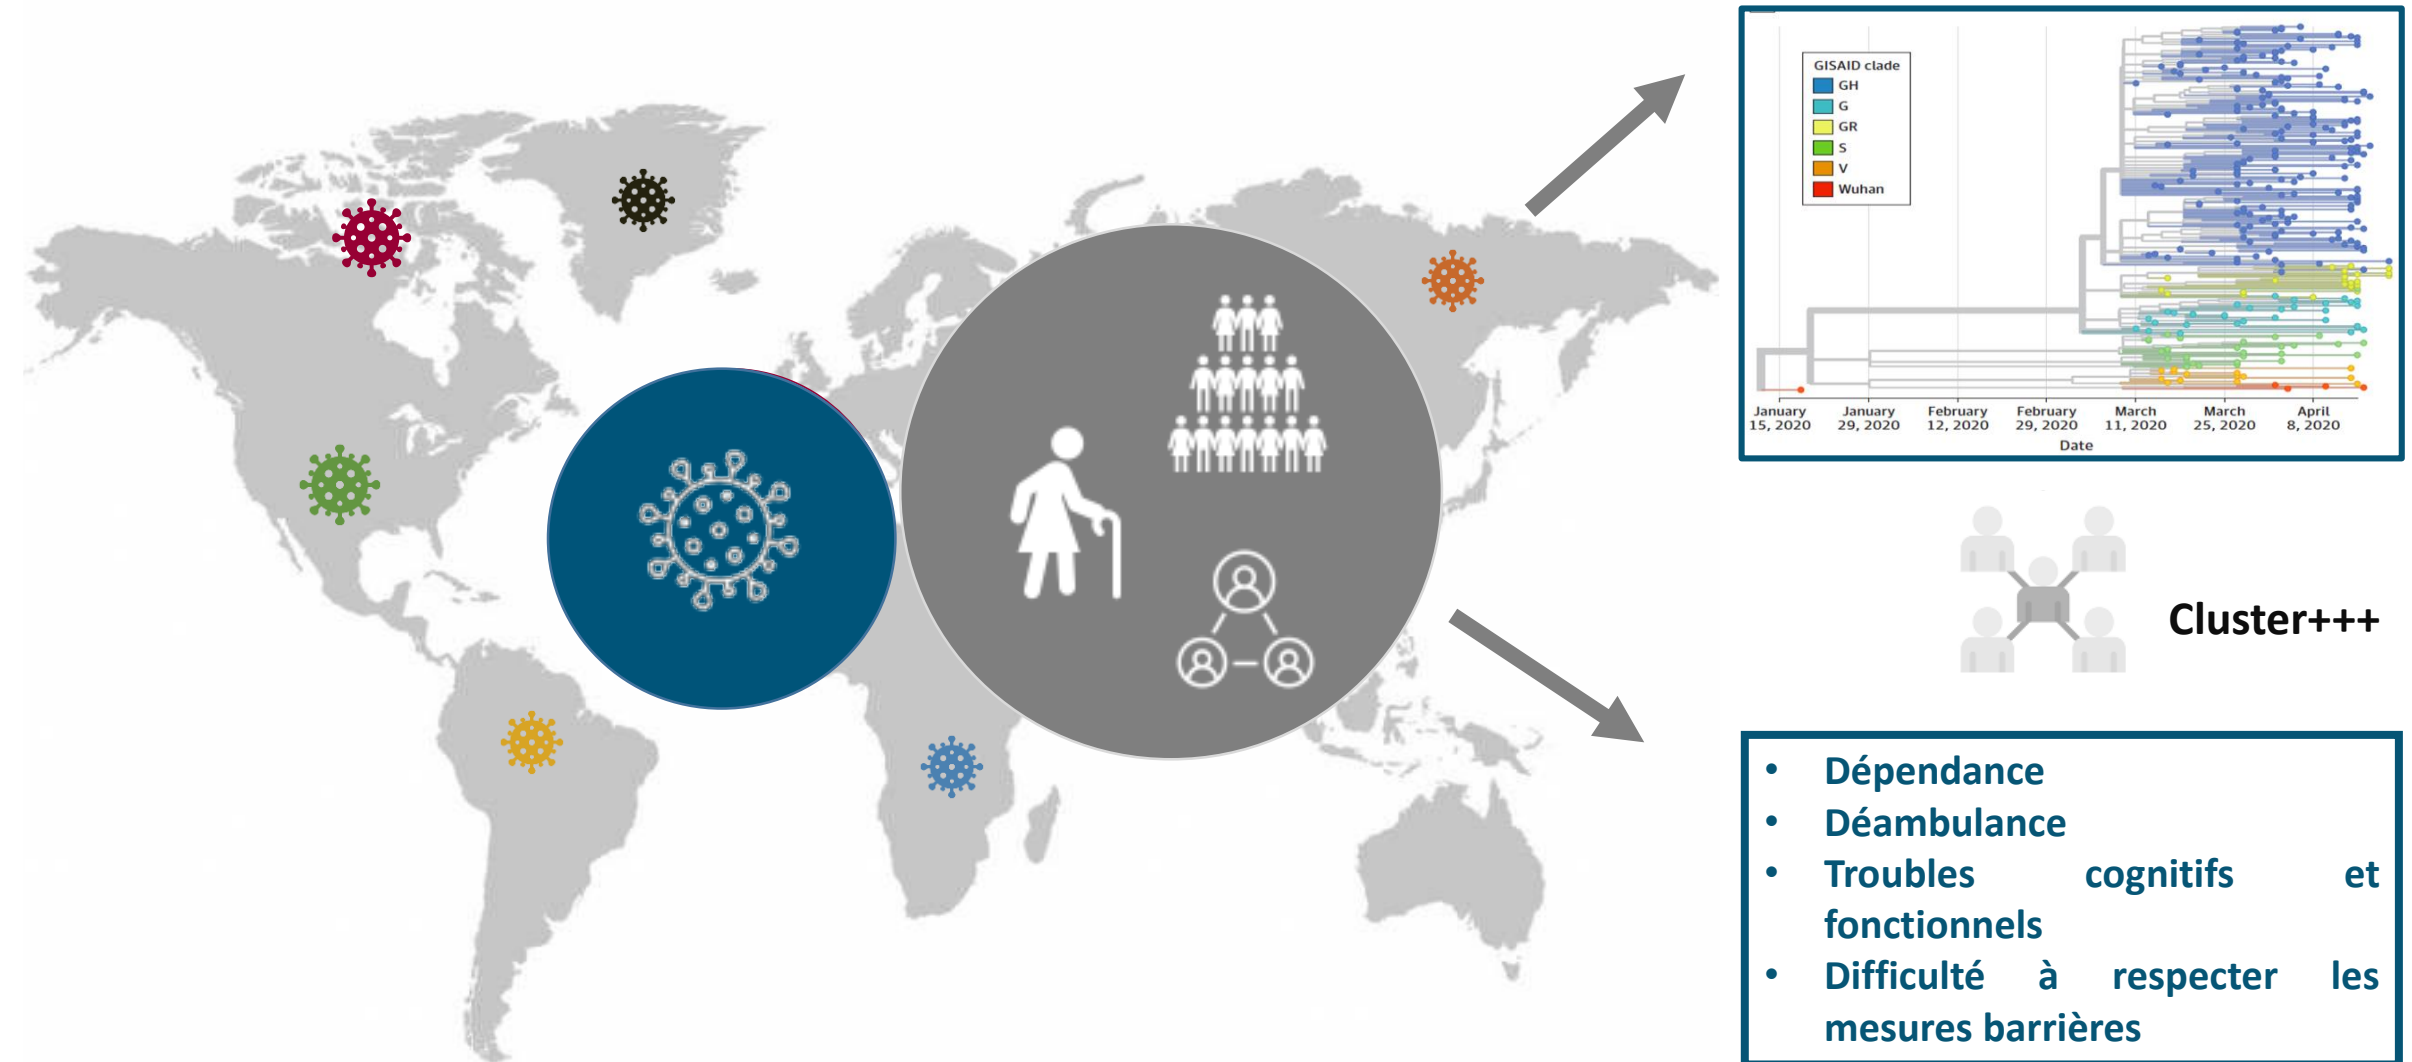 GISAID clade
GH
G
GR
S
V
Wuhan
January January February February March March April
15, 2020 29, 2020 12, 2020 29, 2020 11, 2020 25, 2020 8, 2020
Date
Cluster+++
• Dépendance
• Déambulance
• Troubles cognitifs et
fonctionnels
• Difficulté à respecter les
mesures barrières